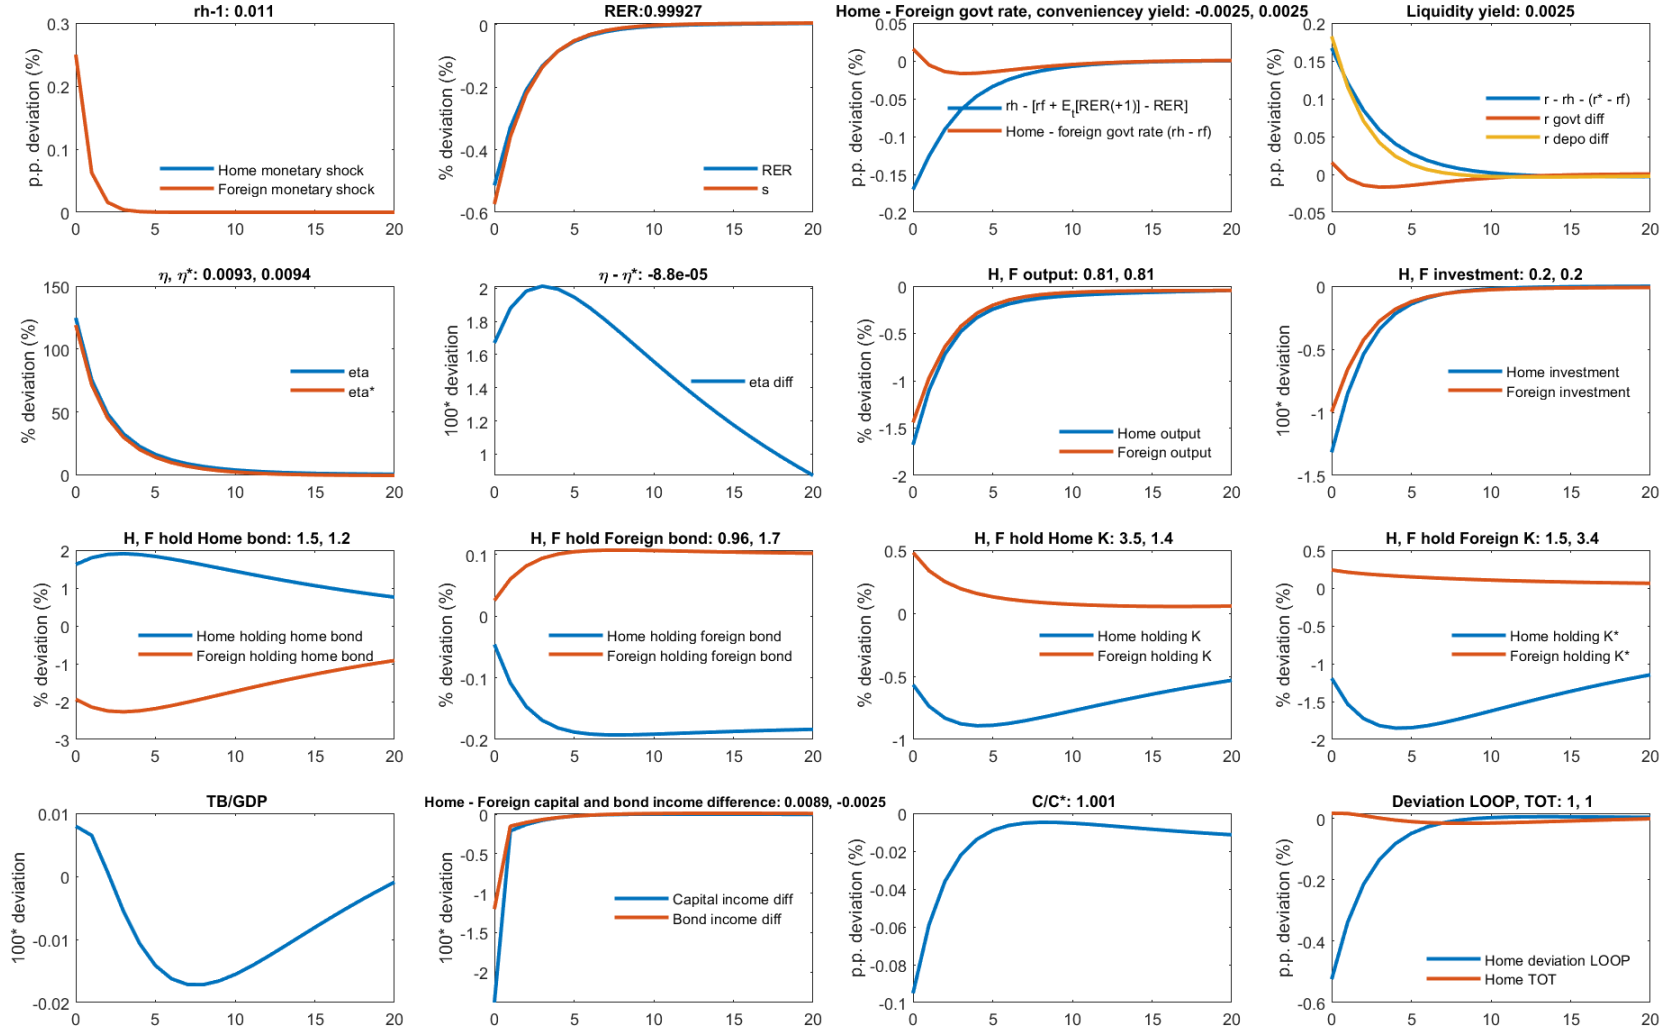 rh-1: 0.011
p.p. deviation (%)
0.3
0.2
0.1
0
Home monetary shock
Foreign monetary shock
0 5 10 15 20
RER:0.99927
% deviation (%)
0
-0.2
-0.4
-0.6
RER
s
0 5 10 15 20
Home - Foreign govt rate, conveniencey yield: -0.0025, 0.0025
p.p. deviation (%)
0.05
0
-0.05
-0.1
-0.15
-0.2
rh - [rf + Et[RER(+1)] - RER]
Home - foreign govt rate (rh - rf)
0 5 10 15 20
Liquidity yield: 0.0025
p.p. deviation (%)
0.2
0.15
0.1
0.05
0
-0.05
r - rh - (r* - rf)
r govt diff
r depo diff
0 5 10 15 20
η, η*: 0.0093, 0.0094
% deviation (%)
150
100
50
0
eta
eta*
0 5 10 15 20
η - η*: -8.8e-05
100* deviation
2
1.8
1.6
1.4
1.2
1
eta diff
0 5 10 15 20
H, F output: 0.81, 0.81
% deviation (%)
0
-0.5
-1
-1.5
-2
Home output
Foreign output
0 5 10 15 20
H, F investment: 0.2, 0.2
100* deviation
0
-0.5
-1
-1.5
Home investment
Foreign investment
0 5 10 15 20
H, F hold Home bond: 1.5, 1.2
% deviation (%)
2
1
0
-1
-2
-3
Home holding home bond
Foreign holding home bond
0 5 10 15 20
H, F hold Foreign bond: 0.96, 1.7
% deviation (%)
0.1
0
-0.1
-0.2
Home holding foreign bond
Foreign holding foreign bond
0 5 10 15 20
H, F hold Home K: 3.5, 1.4
% deviation (%)
0.5
0
-0.5
-1
Home holding K
Foreign holding K
0 5 10 15 20
H, F hold Foreign K: 1.5, 3.4
% deviation (%)
0.5
0
-0.5
-1
-1.5
-2
Home holding K*
Foreign holding K*
0 5 10 15 20
TB/GDP
100* deviation
0.01
0
-0.01
-0.02
0 5 10 15 20
Home - Foreign capital and bond income difference: 0.0089, -0.0025
100* deviation
0
-0.5
-1
-1.5
-2
Capital income diff
Bond income diff
0 5 10 15 20
C/C*: 1.001
p.p. deviation (%)
0
-0.02
-0.04
-0.06
-0.08
-0.1
0 5 10 15 20
Deviation LOOP, TOT: 1, 1
p.p. deviation (%)
0
-0.2
-0.4
-0.6
Home deviation LOOP
Home TOT
0 5 10 15 20